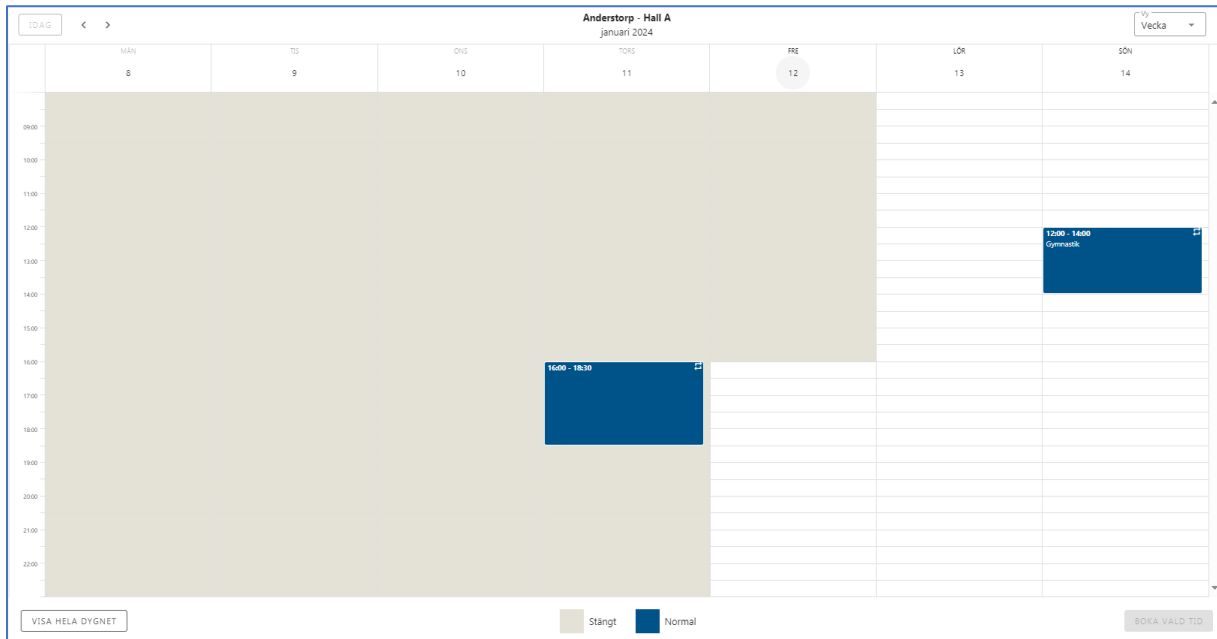 IDAG
Anderstorp - Hall A
januari 2024
Vy
Vecka
MÅN TIS ONS TORS FRE LÖR SÖN
8 9 10 11 12 13 14
09:00
10:00
11:00
12:00
12:00 - 14:00
Gymnastik
13:00
14:00
15:00
16:00
16:00 - 18:30
17:00
18:00
19:00
20:00
21:00
22:00
VISA HELA DYGNET
Stängt
Normal
BOKA VALD TID